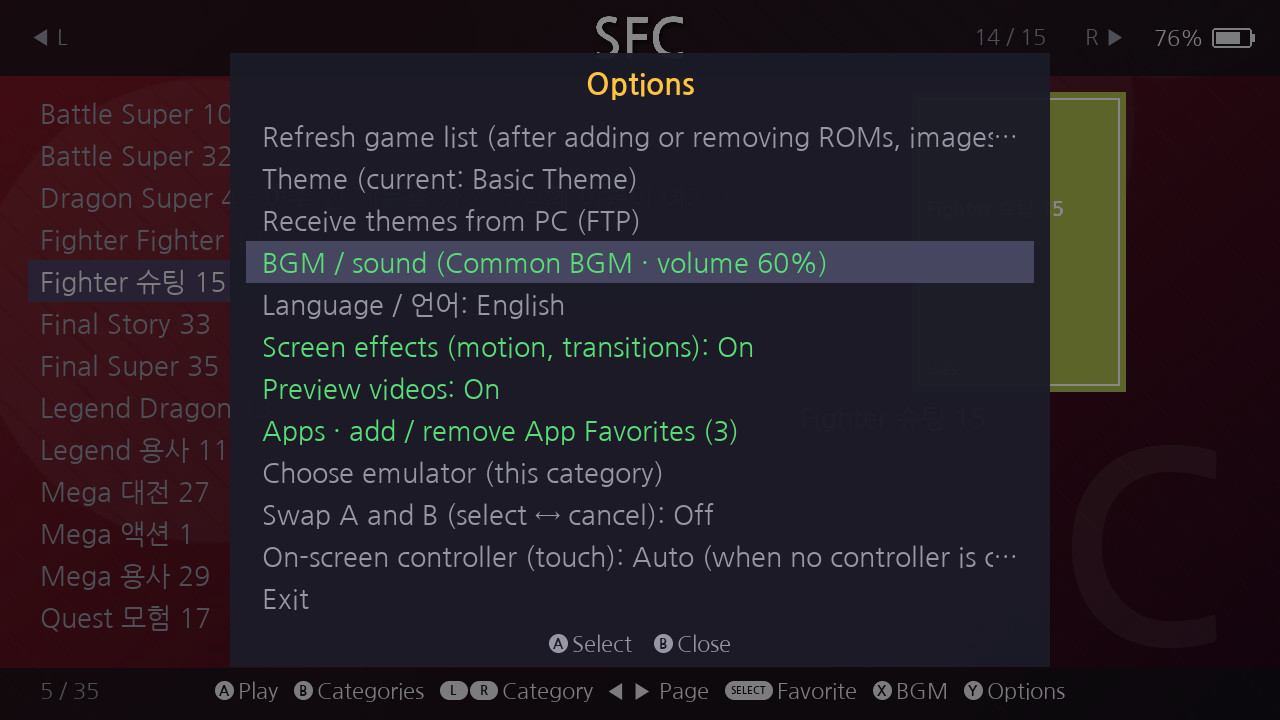 L
SFC
14 / 15
R
76%
Options
Refresh game list (after adding or removing ROMs, images…
Theme (current: Basic Theme)
Receive themes from PC (FTP)
BGM / sound (Common BGM · volume 60%)
Language / 언어: English
Screen effects (motion, transitions): On
Preview videos: On
Apps · add / remove App Favorites (3)
Choose emulator (this category)
Swap A and B (select ↔ cancel): Off
On-screen controller (touch): Auto (when no controller is c…
Exit
A Select B Close
Battle Super 10
Battle Super 32
Dragon Super 4
Fighter Fighter
Fighter 슈팅 15
Final Story 33
Final Super 35
Legend Dragon
Legend 용사 11
Mega 대전 27
Mega 액션 1
Mega 용사 29
Quest 모험 17
Fighter 슈팅 15
C
5 / 35
A Play B Categories L R Category ◀ ▶ Page SELECT Favorite X BGM Y Options